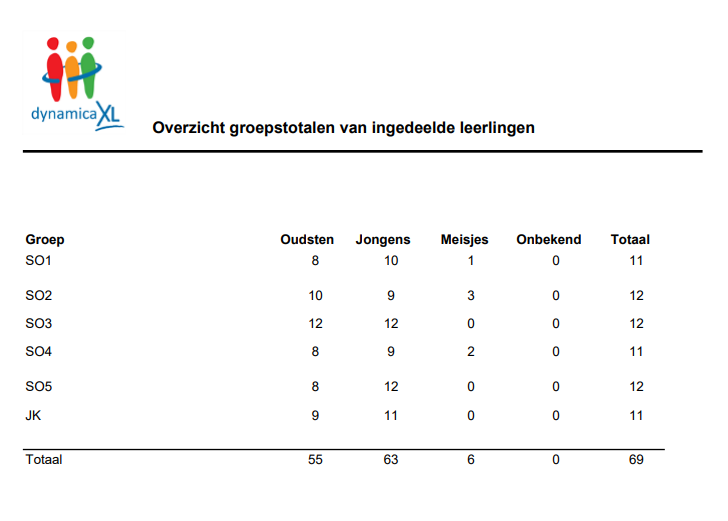 dynamicaXL
Overzicht groepstotalen van ingedeelde leerlingen
Groep Oudsten Jongens Meisjes Onbekend Totaal
SO1 8 10 1 0 11
SO2 10 9 3 0 12
SO3 12 12 0 0 12
SO4 8 9 2 0 11
SO5 8 12 0 0 12
JK 9 11 0 0 11
Totaal 55 63 6 0 69